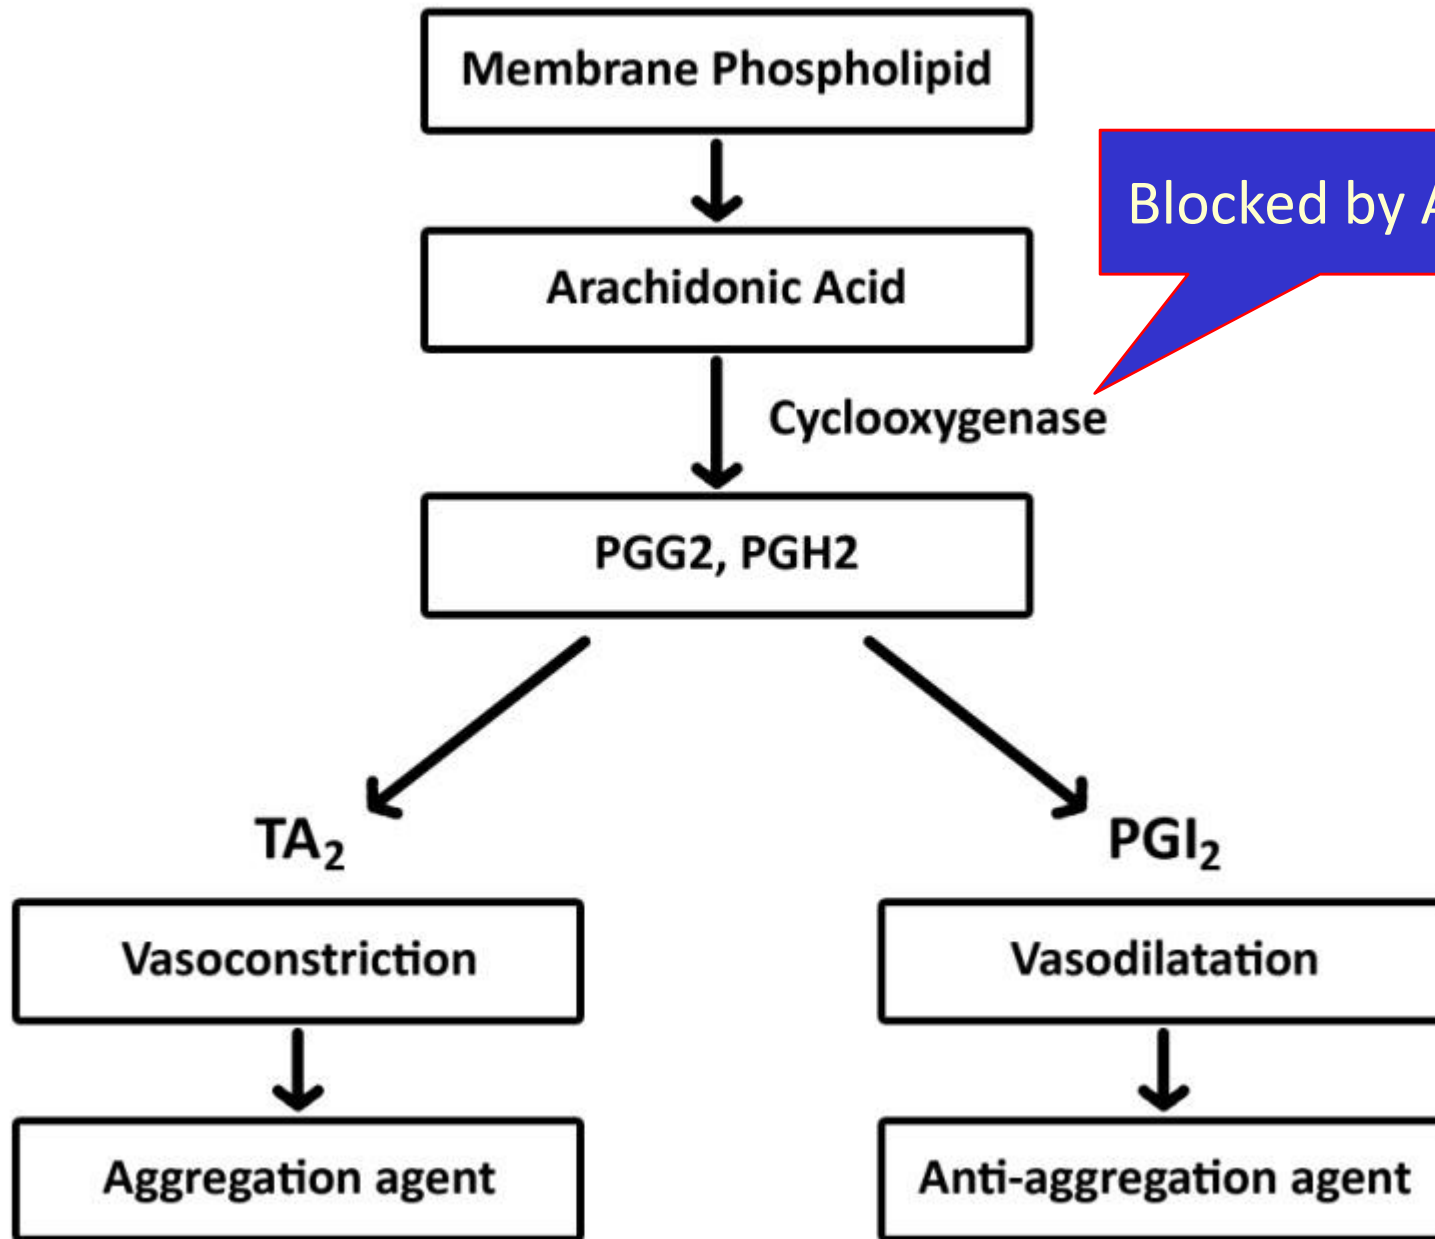 Membrane Phospholipid
Blocked by A
Arachidonic Acid
Cyclooxygenase
PGG2, PGH2
TA₂
PGI₂
Vasoconstriction
Vasodilatation
Aggregation agent
Anti-aggregation agent